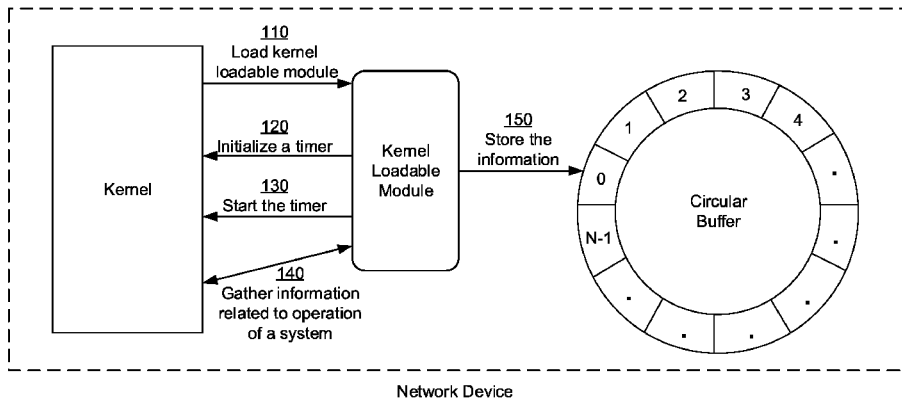 110
Load kernel
loadable module
120
Initialize a timer
130
Start the timer
140
Gather information
related to operation
of a system
Kernel
Kernel
Loadable
Module
150
Store the
information
0
1
2
3
4
.
.
.
.
.
.
N-1
Circular
Buffer
Network Device